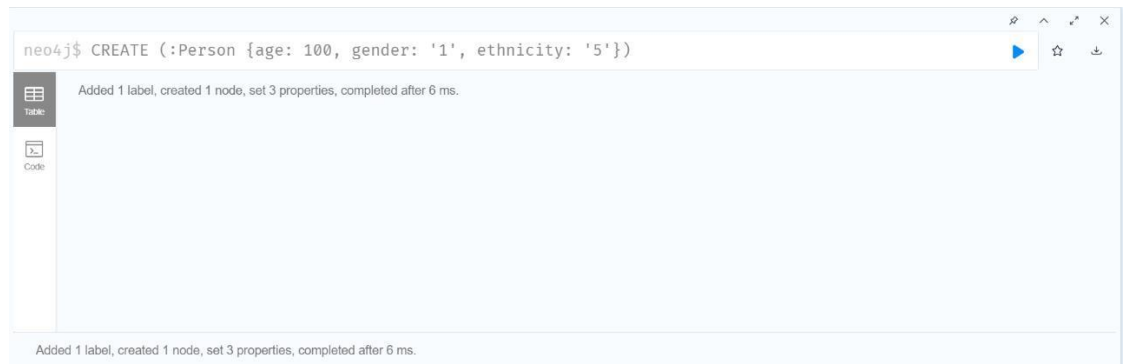 neo4j$ CREATE (:Person {age: 100, gender: '1', ethnicity: '5'})
Added 1 label, created 1 node, set 3 properties, completed after 6 ms.
Table
Code
Added 1 label, created 1 node, set 3 properties, completed after 6 ms.